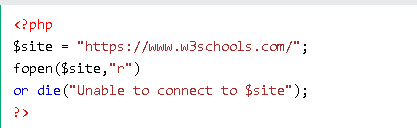 <?php
$site = "https://www.w3schools.com/";
fopen($site,"r")
or die("Unable to connect to $site");
?>